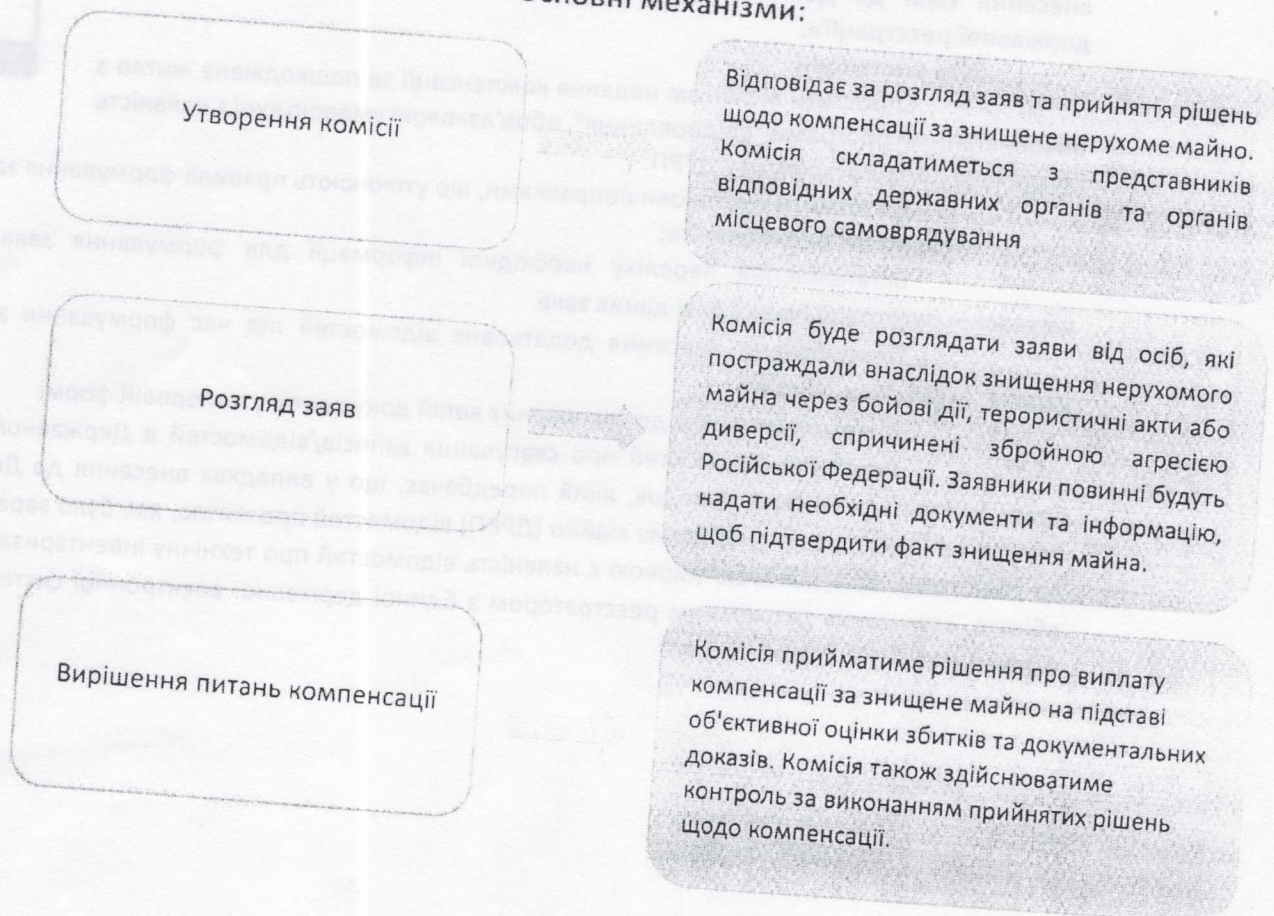 Основні механізми:
Утворення комісії
Відповідає за розгляд заяв та прийняття рішень
щодо компенсації за знищене нерухоме майно.
Комісія складатиметься з представників
відповідних державних органів та органів
місцевого самоврядування
Розгляд заяв
Комісія буде розглядати заяви від осіб, які
постраждали внаслідок знищення нерухомого
майна через бойові дії, терористичні акти або
диверсії, спричинені збройною агресією
Російської Федерації. Заявники повинні будуть
надати необхідні документи та інформацію,
щоб підтвердити факт знищення майна.
Вирішення питань компенсації
Комісія прийматиме рішення про виплату
компенсації за знищене майно на підставі
об'єктивної оцінки збитків та документальних
доказів. Комісія також здійснюватиме
контроль за виконанням прийнятих рішень
щодо компенсації.